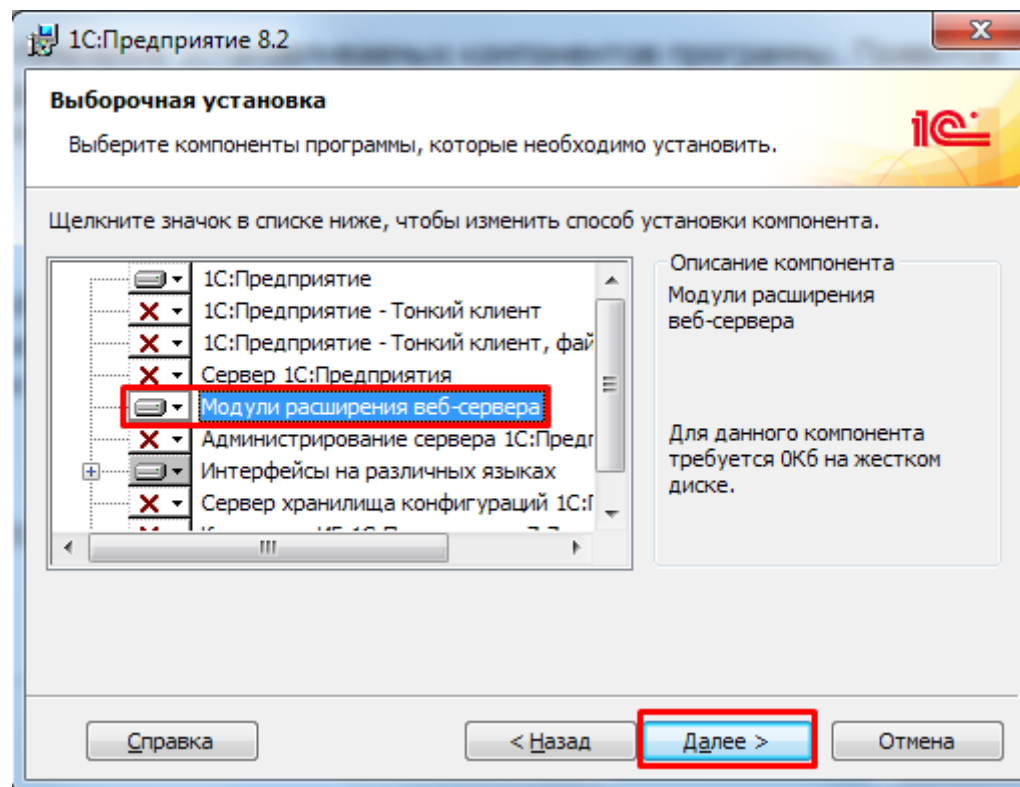 1С:Предприятие 8.2
Выборочная установка
Выберите компоненты программы, которые необходимо установить.
1С
Щелкните значок в списке ниже, чтобы изменить способ установки компонента.
1С:Предприятие
1С:Предприятие - Тонкий клиент
1С:Предприятие - Тонкий клиент, фай
Сервер 1С:Предприятия
Модули расширения веб-сервера
Администрирование сервера 1С:Пред
Интерфейсы на различных языках
Сервер хранилища конфигураций 1С:
Описание компонента
Модули расширения
веб-сервера
Для данного компонента
требуется 0Кб на жестком
диске.
Справка
< Назад
Далее >
Отмена